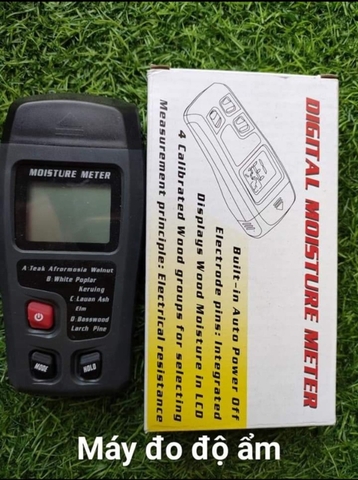 MOISTURE METER
A:Teak Afrormosia Walnut
B:White Poplar
Keruing
C:Lauan Ash
Elm
D:Basswood
Larch Pine
MODE
HOLD
DIGITAL MOISTURE METER
Built-in Auto Power Off
Electrode pins: Integrated
Displays Wood Moisture in LCD
4 Calibrated Wood groups for selecting
Measurement principle: Electrical resistance
Máy đo độ ẩm